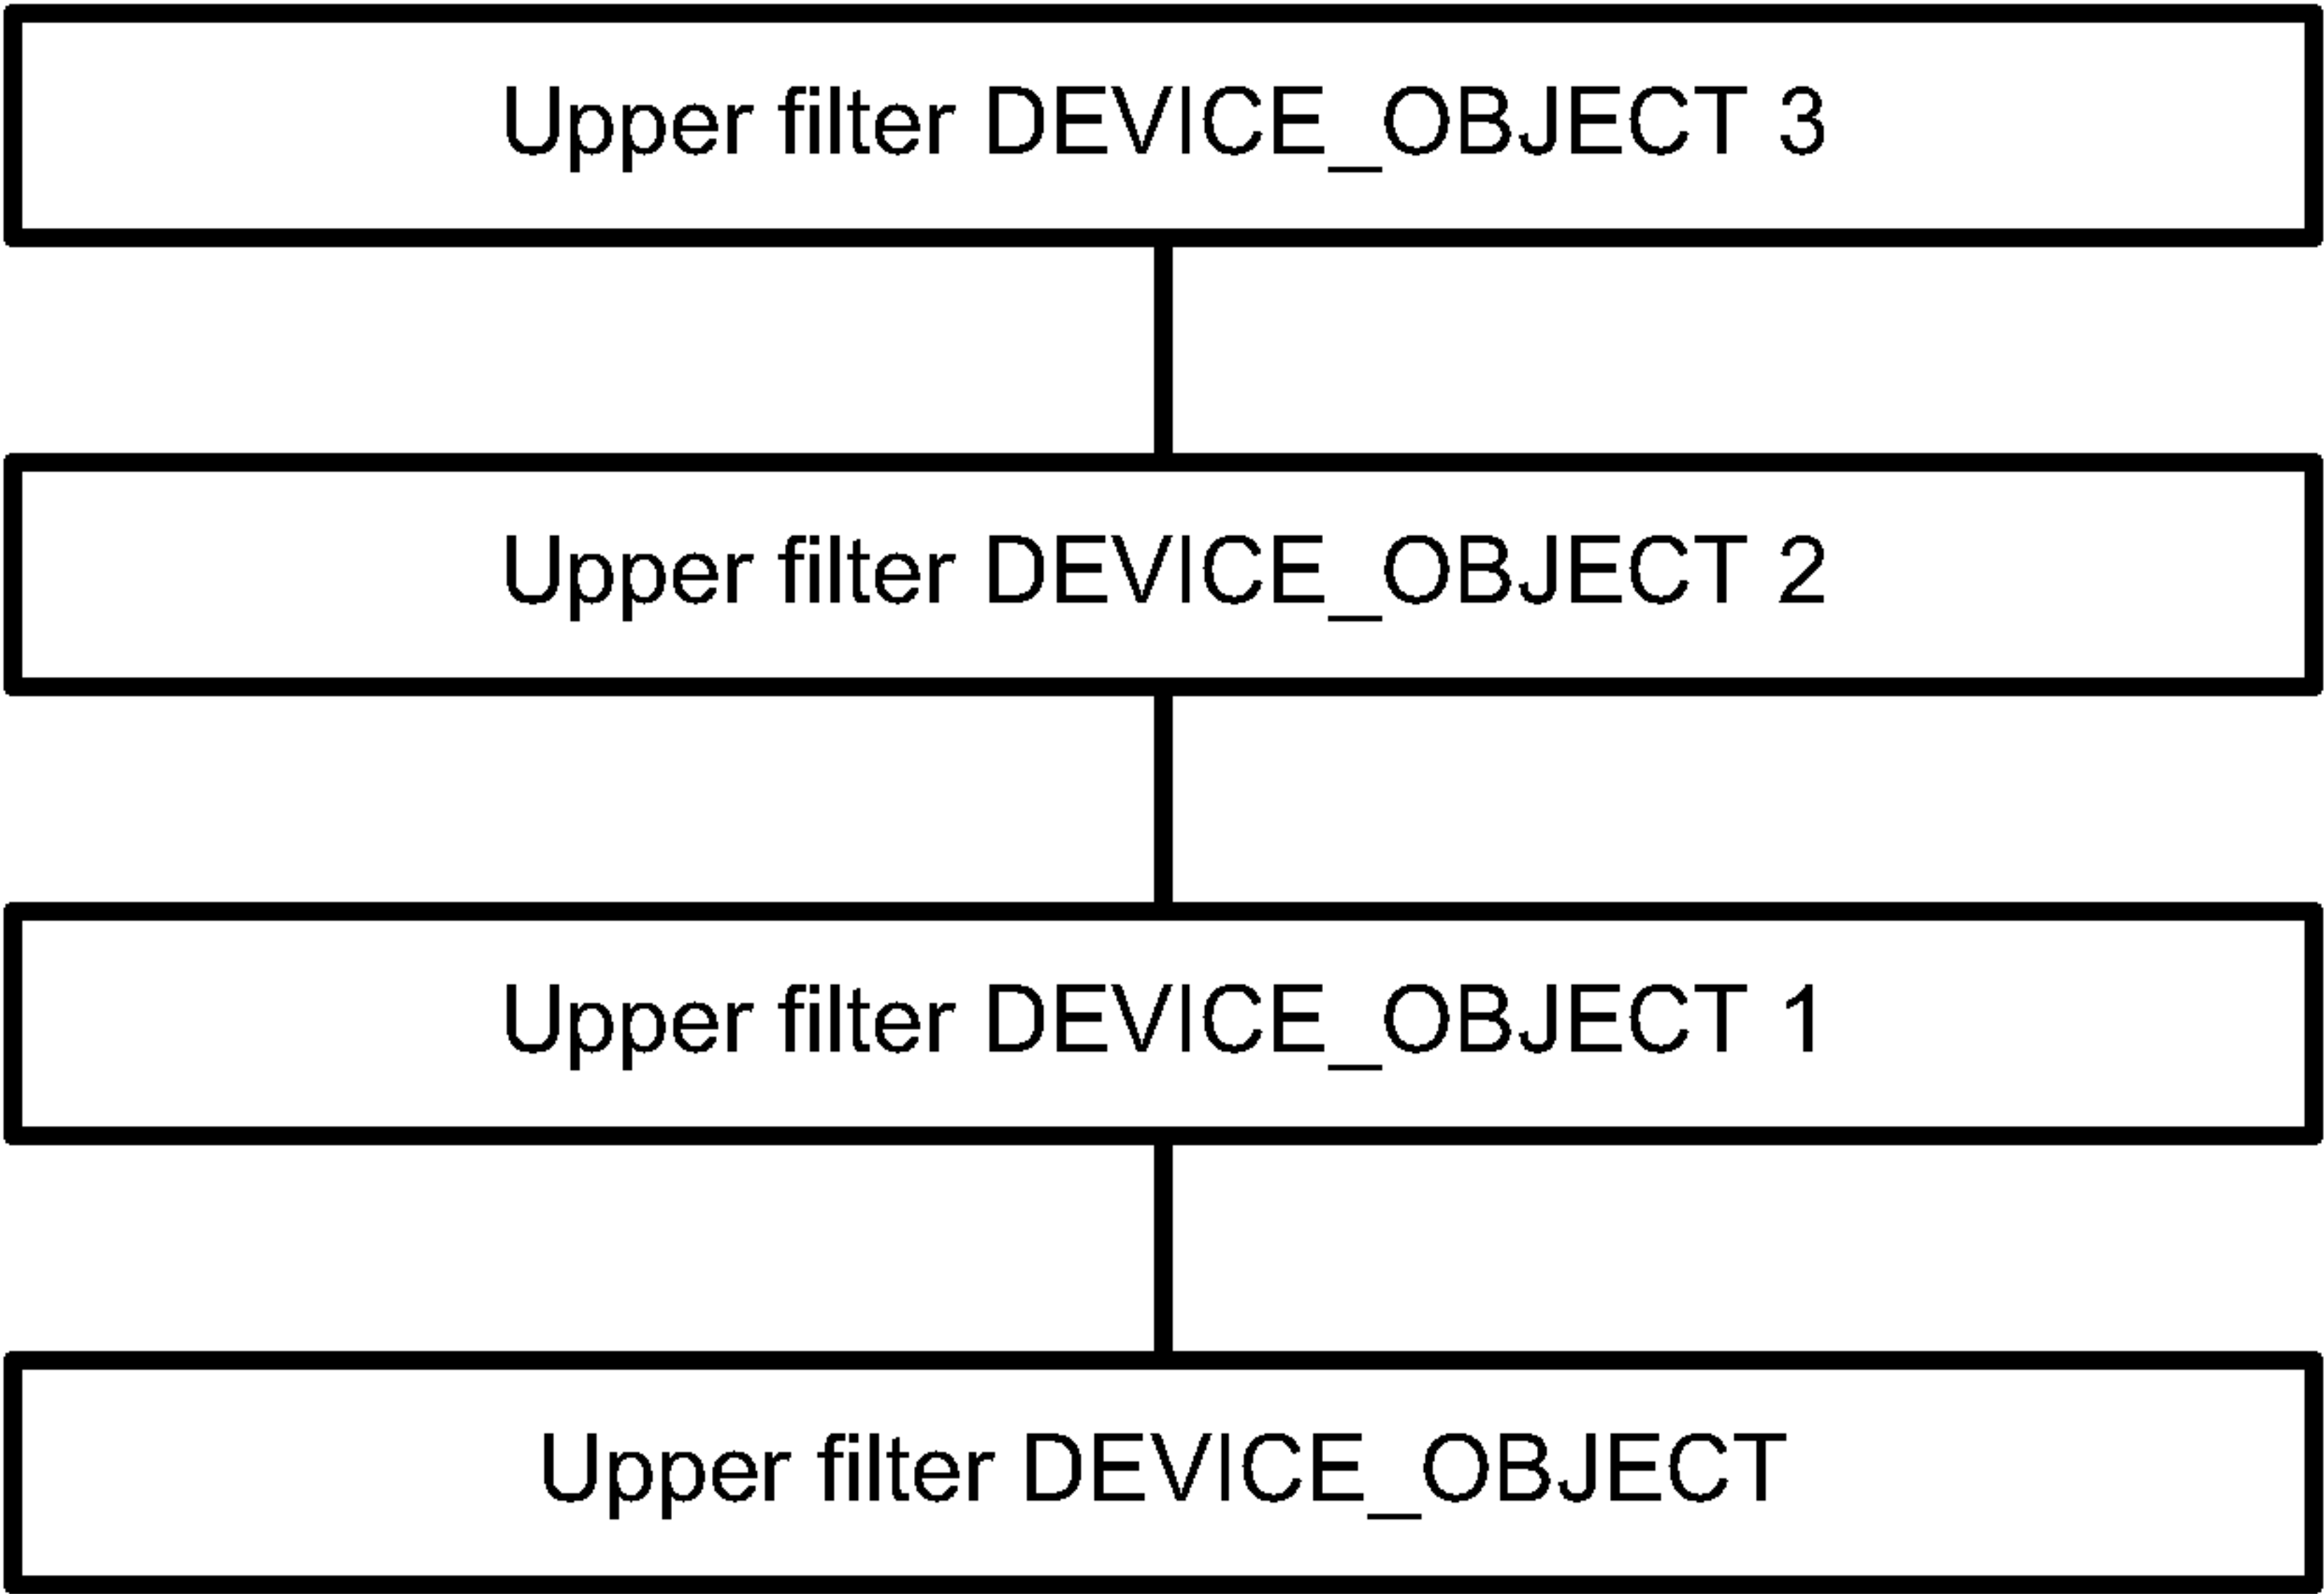 Upper filter DEVICE_OBJECT 3
Upper filter DEVICE_OBJECT 2
Upper filter DEVICE_OBJECT 1
Upper filter DEVICE_OBJECT